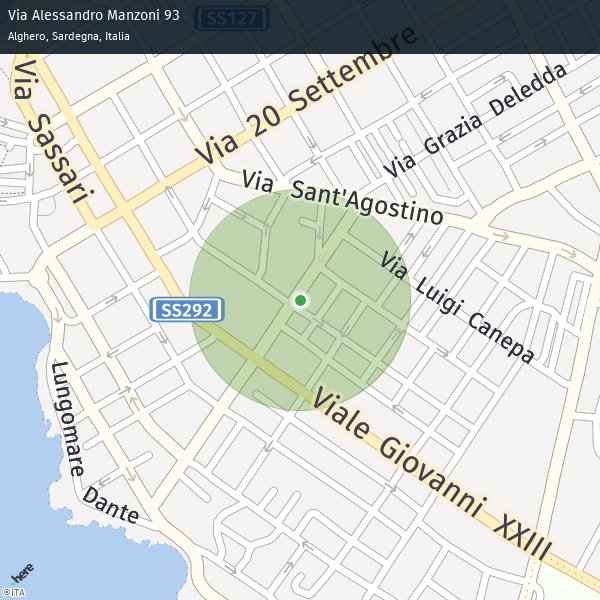 Via Alessandro Manzoni 93
Alghero, Sardegna, Italia
SS127
Via Sassari
Via 20 Settembre
Via Grazia Deledda
Via Sant'Agostino
Via Luigi Canepa
SS292
Lungomare Dante
Viale Giovanni XXIII
here
©ITA